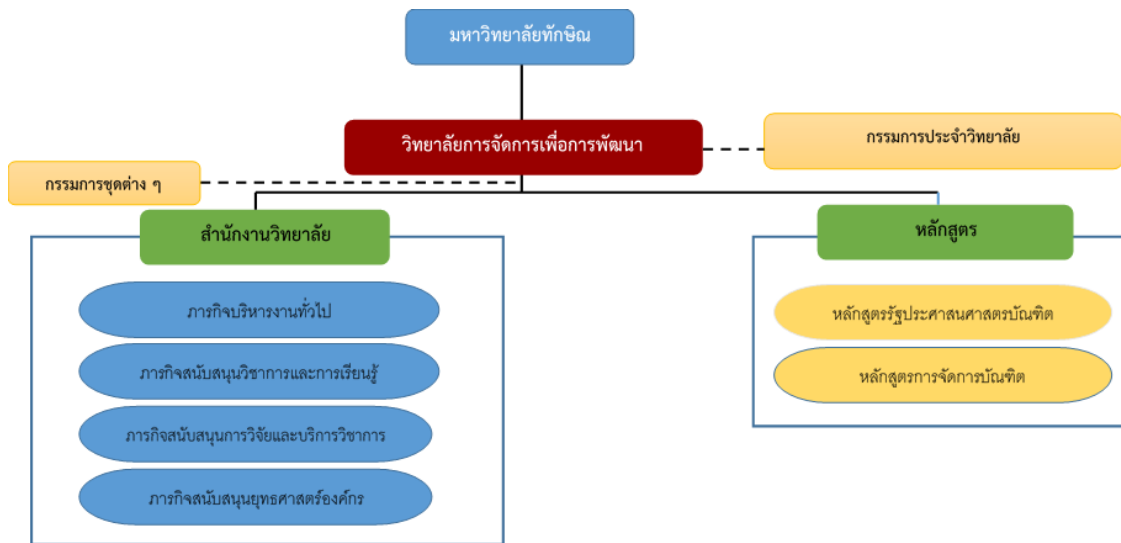 มหาวิทยาลัยทักษิณ
วิทยาลัยการจัดการเพื่อการพัฒนา
กรรมการประจำวิทยาลัย
กรรมการชุดต่าง ๆ
สำนักงานวิทยาลัย
ภารกิจบริหารงานทั่วไป
ภารกิจสนับสนุนวิชาการและการเรียนรู้
ภารกิจสนับสนุนการวิจัยและบริการวิชาการ
ภารกิจสนับสนุนยุทธศาสตร์องค์กร
หลักสูตร
หลักสูตรรัฐประศาสนศาสตรบัณฑิต
หลักสูตรการจัดการบัณฑิต